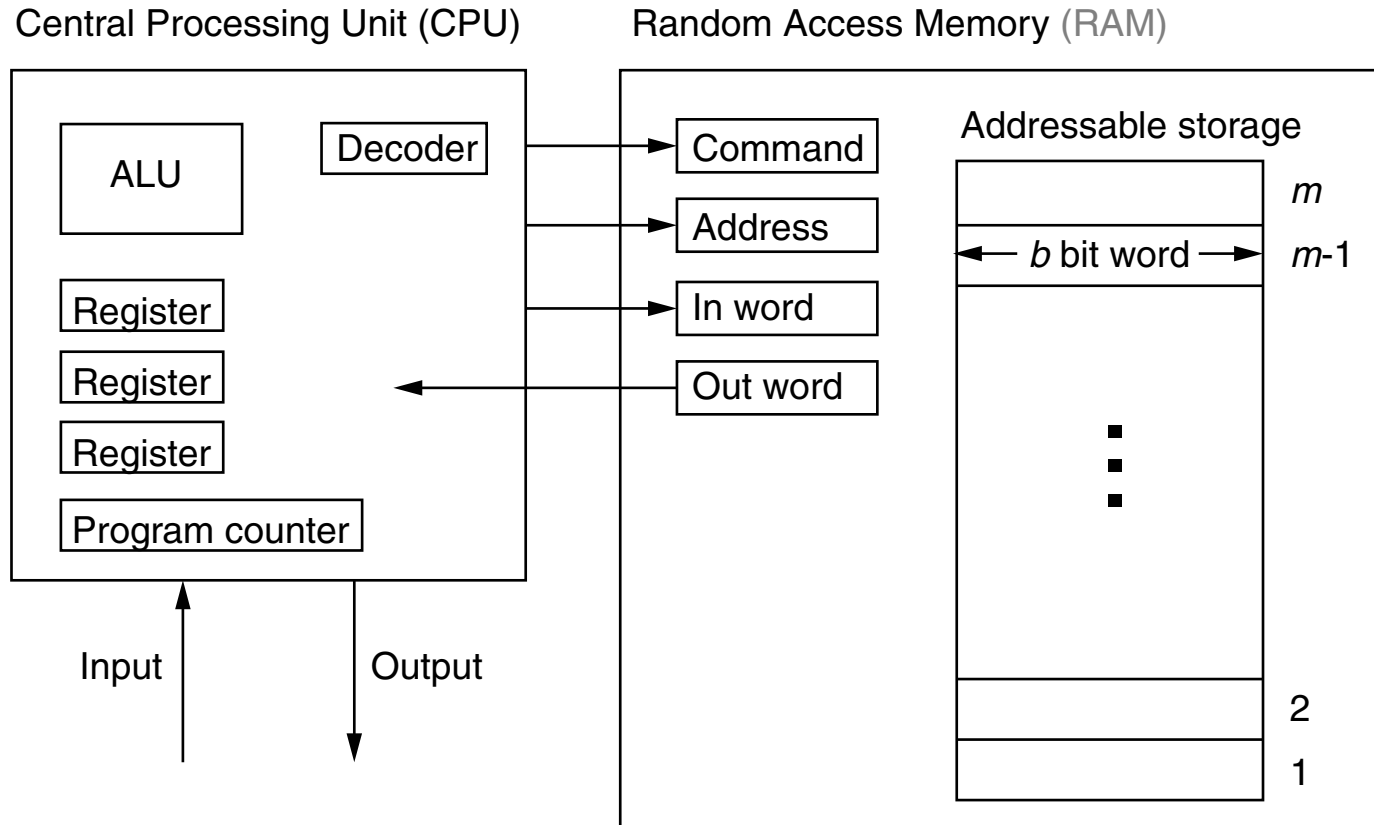 Central Processing Unit (CPU)
Random Access Memory (RAM)
ALU
Decoder
Register
Register
Register
Program counter
Input
Output
Command
Address
In word
Out word
Addressable storage
m
b bit word
m-1
2
1